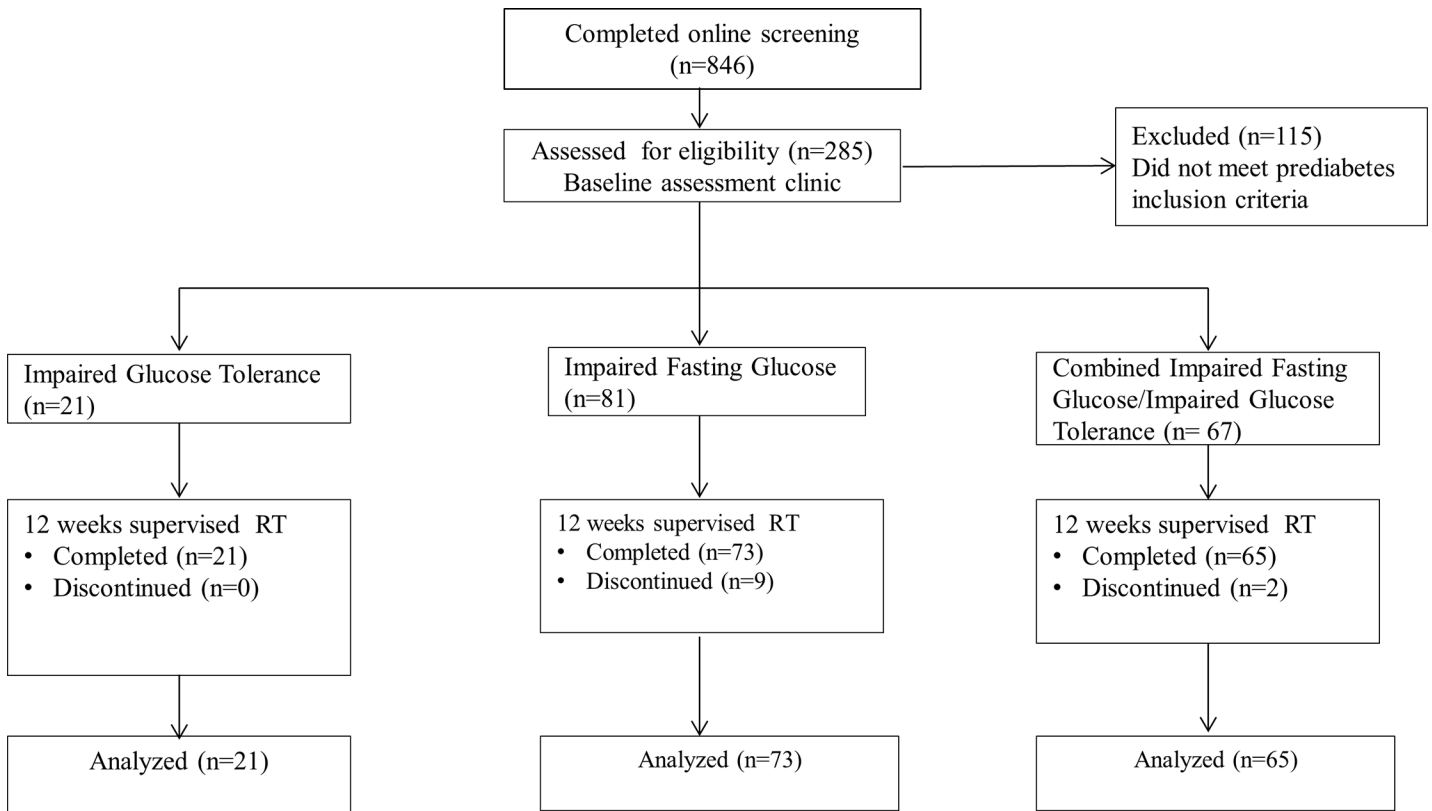 Completed online screening
(n=846)
Assessed for eligibility (n=285)
Baseline assessment clinic
Excluded (n=115)
Did not meet prediabetes
inclusion criteria
Impaired Glucose Tolerance
(n=21)
Impaired Fasting Glucose
(n=81)
Combined Impaired Fasting
Glucose/Impaired Glucose
Tolerance (n= 67)
12 weeks supervised RT
• Completed (n=21)
• Discontinued (n=0)
12 weeks supervised RT
• Completed (n=73)
• Discontinued (n=9)
12 weeks supervised RT
• Completed (n=65)
• Discontinued (n=2)
Analyzed (n=21)
Analyzed (n=73)
Analyzed (n=65)